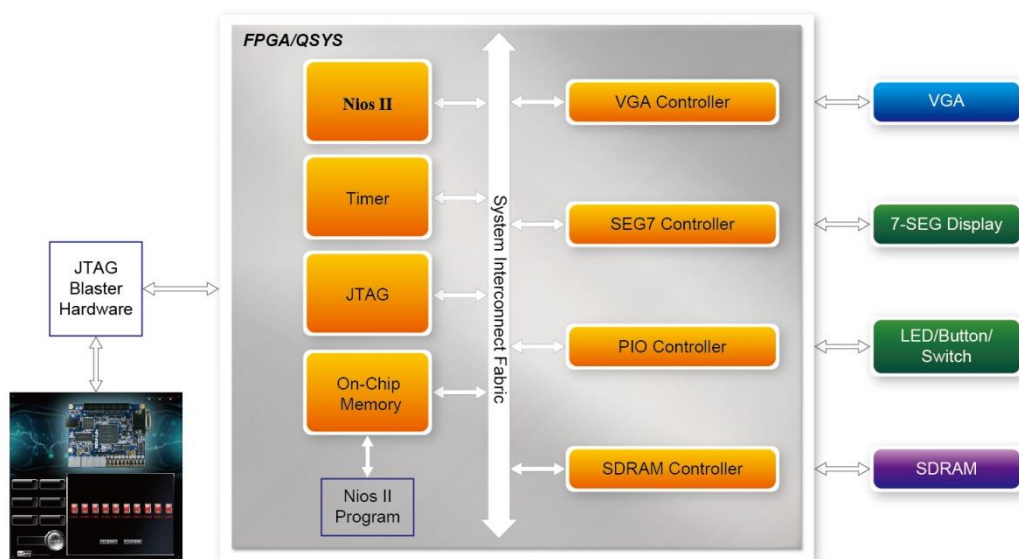 FPGA/QSYS
Nios II
Timer
JTAG
On-Chip
Memory
Nios II
Program
System Interconnect Fabric
VGA Controller
SEG7 Controller
PIO Controller
SDRAM Controller
VGA
7-SEG Display
LED/Button/
Switch
SDRAM
JTAG
Blaster
Hardware